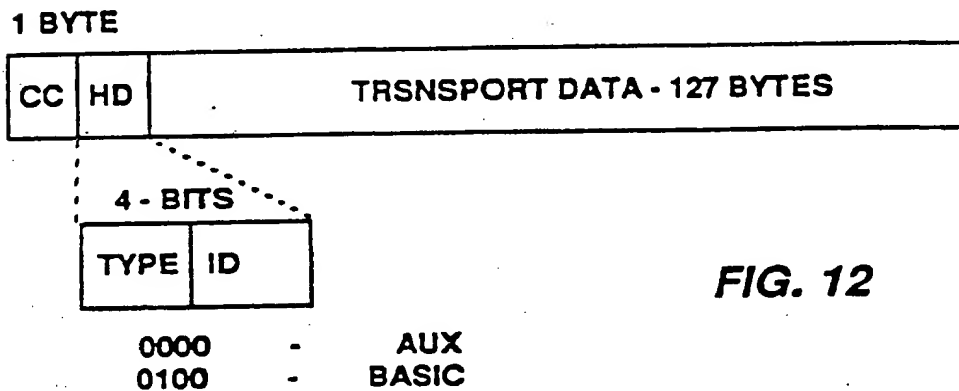 1 BYTE
CC HD TRSNSPORT DATA - 127 BYTES
4 - BITS
TYPE ID
FIG. 12
0000 - AUX
0100 - BASIC